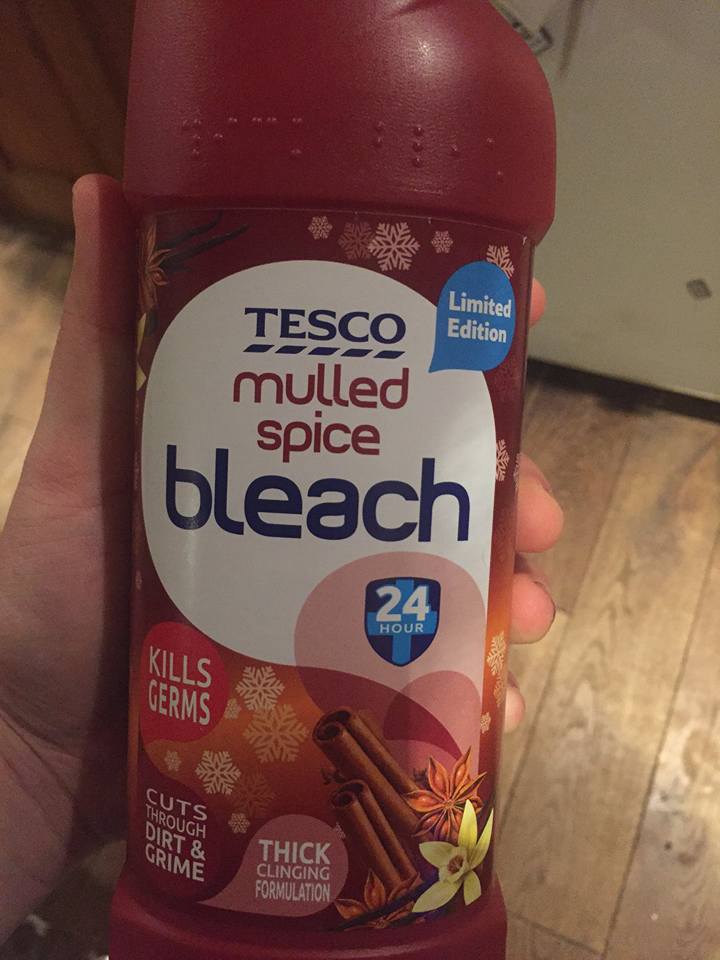 TESCO
Limited
Edition
mulled
spice
bleach
24
HOUR
KILLS
GERMS
CUTS
THROUGH
DIRT &
GRIME
THICK
CLINGING
FORMULATION